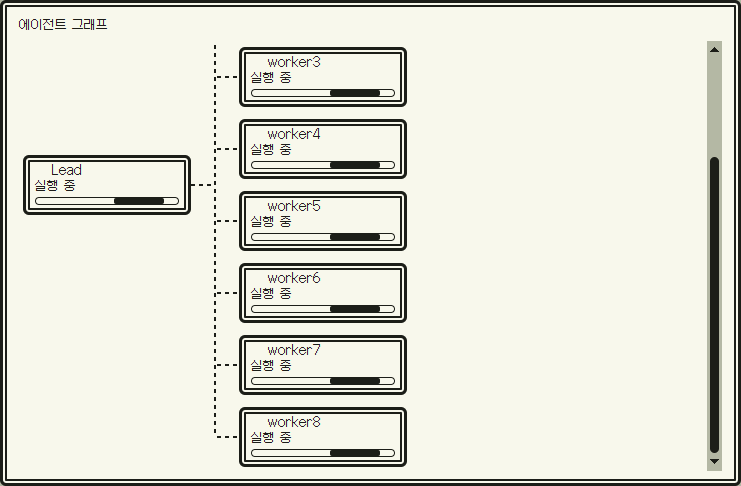 에이전트 그래프
Lead
실행 중
worker3
실행 중
worker4
실행 중
worker5
실행 중
worker6
실행 중
worker7
실행 중
worker8
실행 중